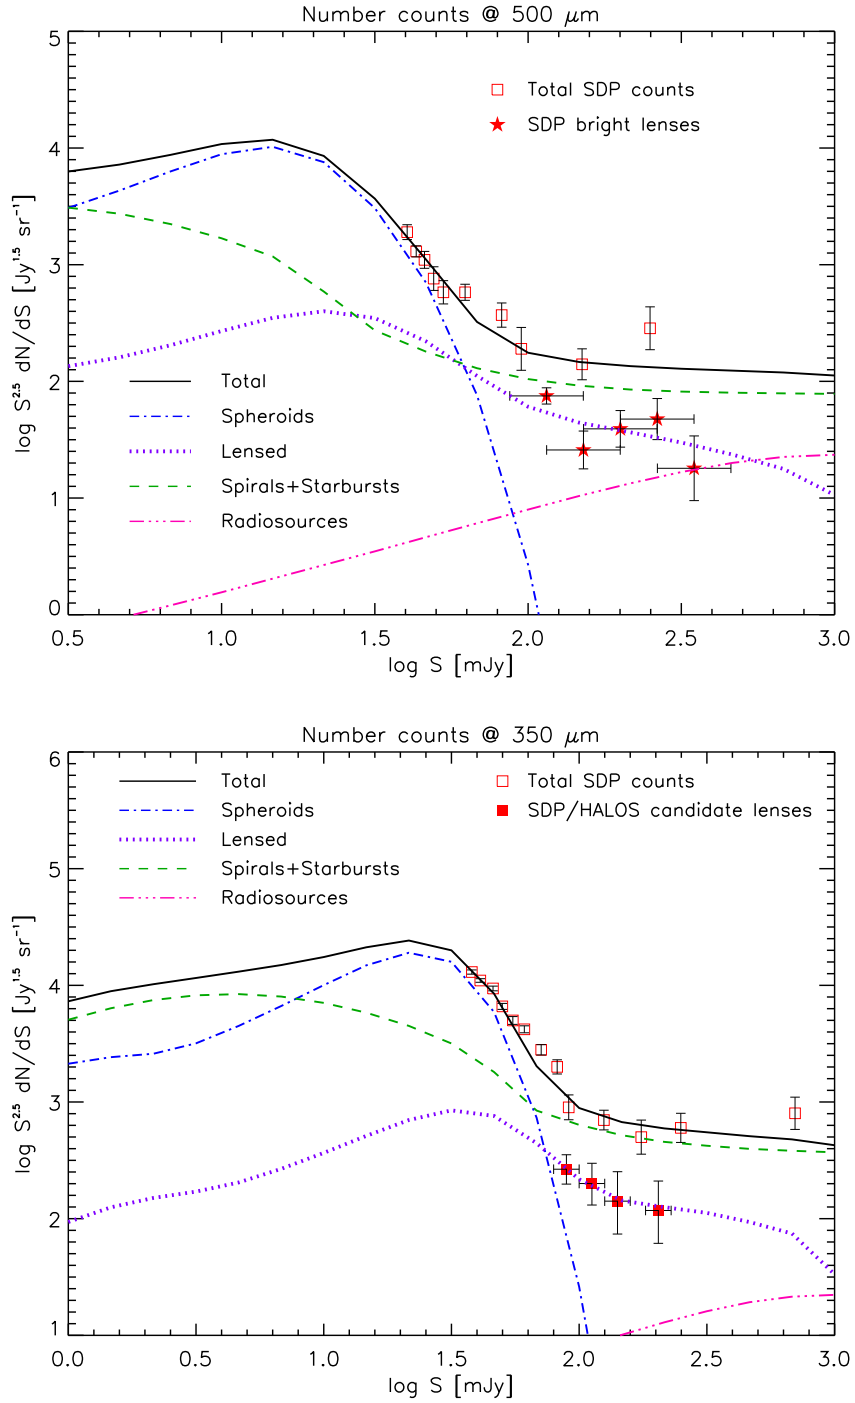 Number counts @ 500 μm
5
4
3
2
1
0
log S^2.5 dN/dS [Jy^1.5 sr^-1]
Total SDP counts
SDP bright lenses
Total
Spheroids
Lensed
Spirals+Starbursts
Radiosources
0.5 1.0 1.5 2.0 2.5 3.0
log S [mJy]
Number counts @ 350 μm
6
5
4
3
2
1
log S^2.5 dN/dS [Jy^1.5 sr^-1]
Total
Spheroids
Lensed
Spirals+Starbursts
Radiosources
Total SDP counts
SDP/HALOS candidate lenses
0.0 0.5 1.0 1.5 2.0 2.5 3.0
log S [mJy]